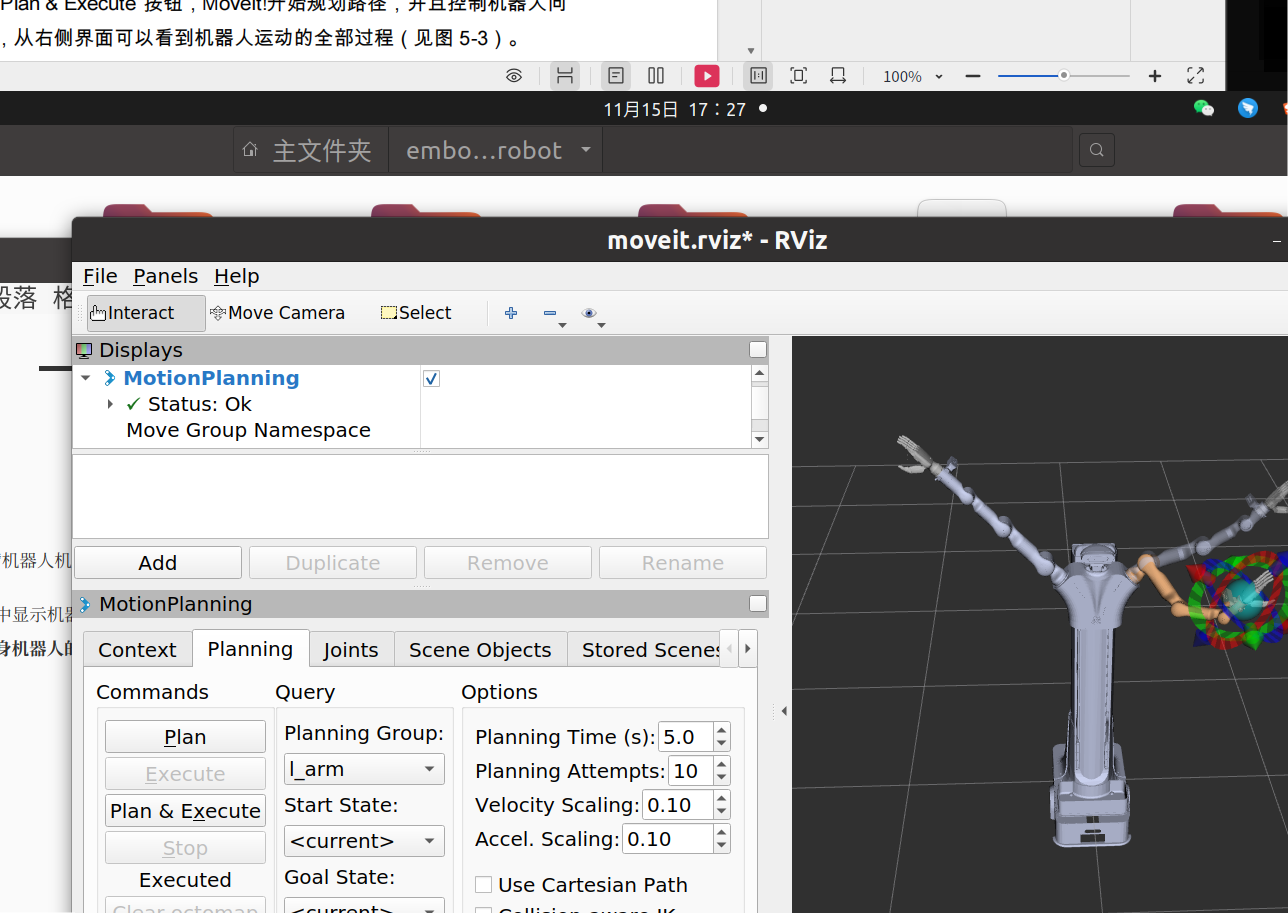 Plan & Execute 按钮，MoveIt!开始规划路径，并且控制机器人向
，从右侧界面可以看到机器人运动的全部过程（见图 5-3）。
100%
11月15日 17：27
主文件夹 embo...robot
moveit.rviz* - RViz
File Panels Help
段落 格
Interact Move Camera Select
Displays
MotionPlanning
Status: Ok
Move Group Namespace
机器人机
Add Duplicate Remove Rename
MotionPlanning
中显示机器
身机器人的
Context Planning Joints Scene Objects Stored Scenes
Commands Query Options
Plan Planning Group: Planning Time (s): 5.0
Execute l_arm Planning Attempts: 10
Plan & Execute Start State: Velocity Scaling: 0.10
Stop <current> Accel. Scaling: 0.10
Executed Goal State: Use Cartesian Path
Clear octomap <current> Collision-aware IK